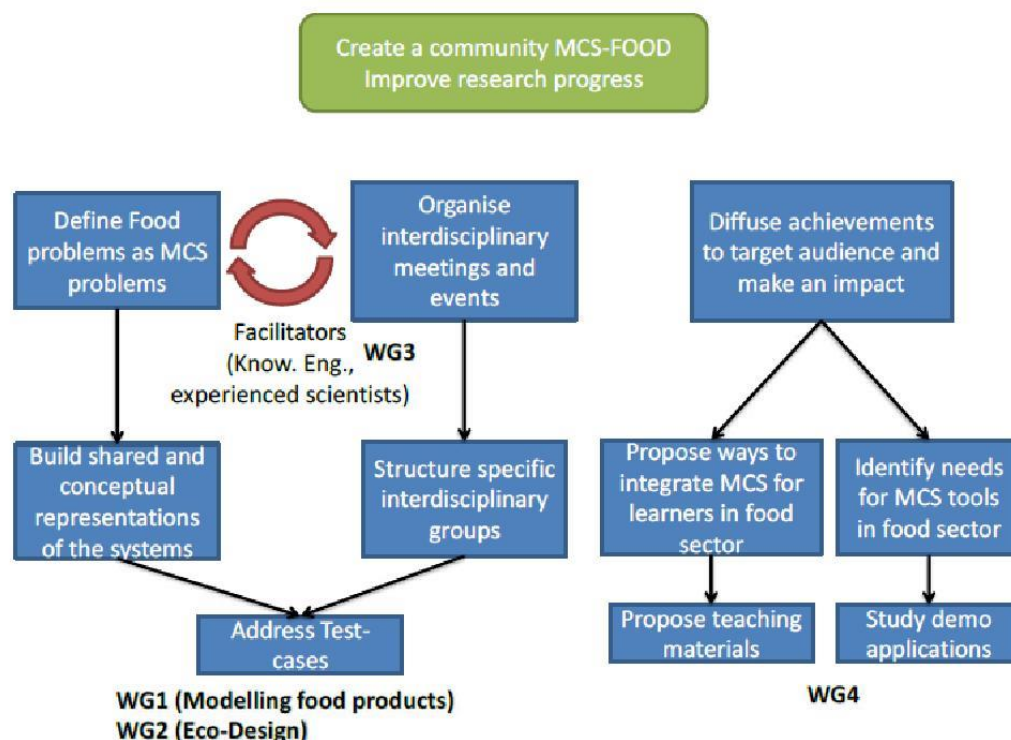 Create a community MCS-FOOD
Improve research progress
Define Food
problems as MCS
problems
Organise
interdisciplinary
meetings and
events
Diffuse achievements
to target audience and
make an impact
Facilitators
(Know. Eng.,
experienced scientists)
WG3
Build shared and
conceptual
representations
of the systems
Structure specific
interdisciplinary
groups
Propose ways to
integrate MCS for
learners in food
sector
Identify needs
for MCS tools
in food sector
Address Test-
cases
Propose teaching
materials
Study demo
applications
WG1 (Modelling food products)
WG2 (Eco-Design)
WG4